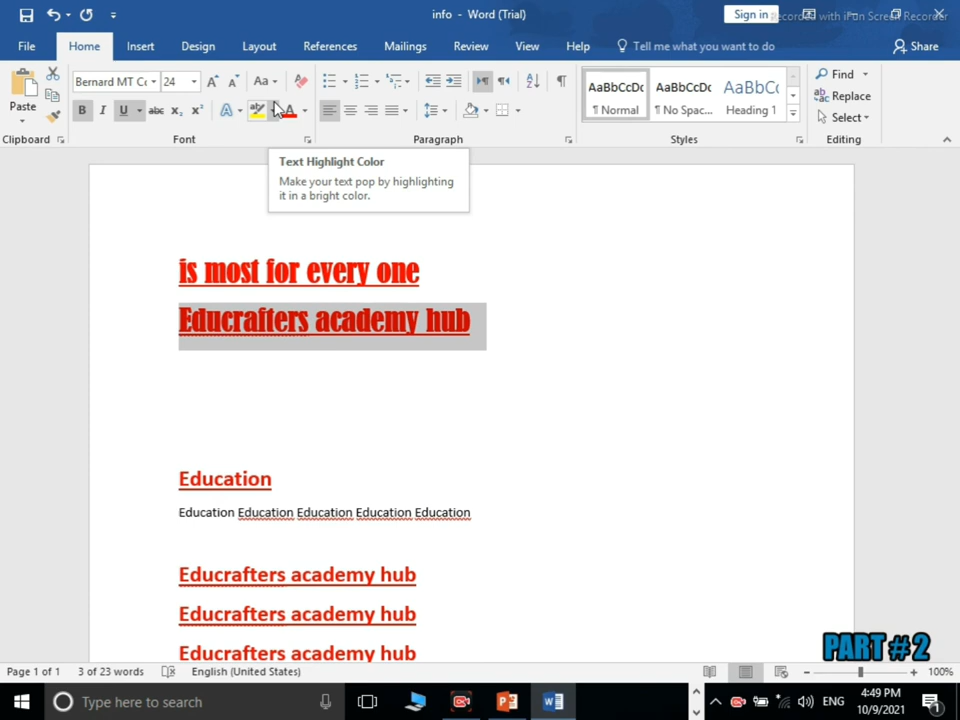 info - Word (Trial)
Sign in
Recorded with iFun Screen Recorder
File Home Insert Design Layout References Mailings Review View Help Tell me what you want to do Share
Paste
Bernard MT Co 24 Aa
B I U abc x₂ x² A A
AaBbCcDc AaBbCcDc AaBbCc
¶ Normal ¶ No Spac... Heading 1
Find
Replace
Select
Clipboard Font Paragraph Styles Editing
Text Highlight Color
Make your text pop by highlighting
it in a bright color.
is most for every one
Educrafters academy hub
Education
Education Education Education Education Education
Educrafters academy hub
Educrafters academy hub
Educrafters academy hub
PART # 2
Page 1 of 1 3 of 23 words English (United States) 100%
Type here to search
ENG
4:49 PM
10/9/2021
1